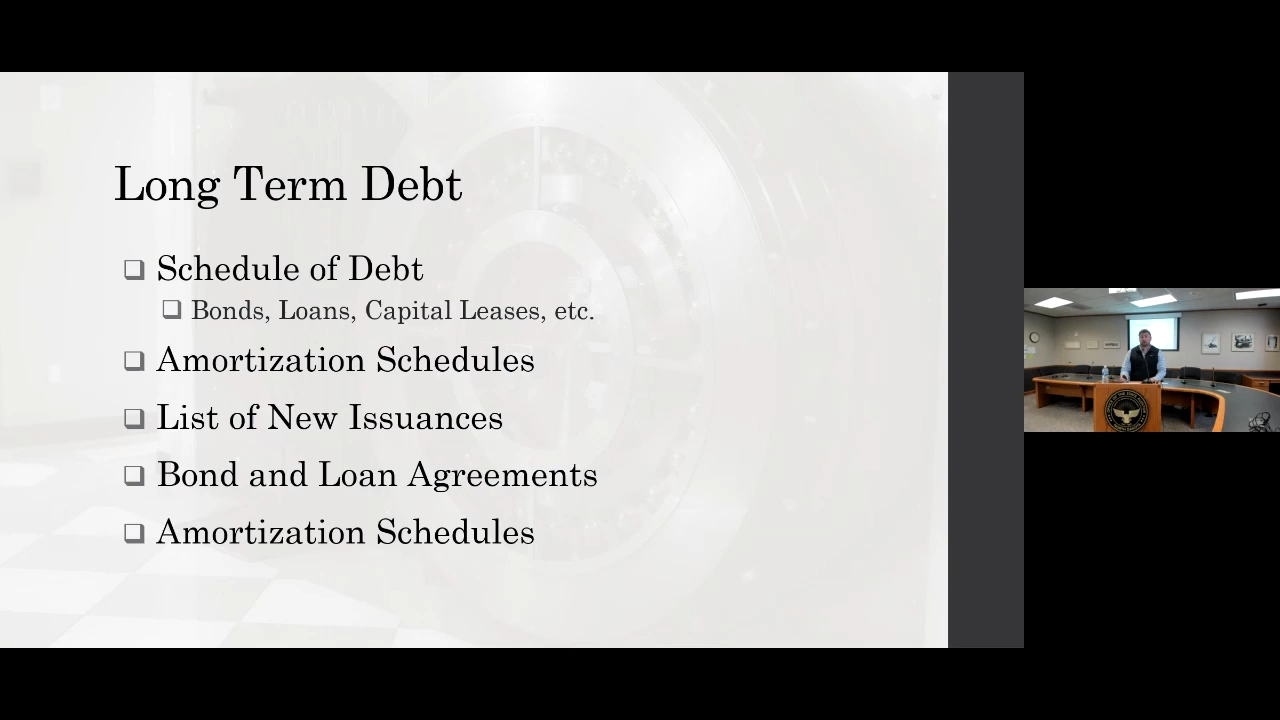 Long Term Debt
Schedule of Debt
Bonds, Loans, Capital Leases, etc.
Amortization Schedules
List of New Issuances
Bond and Loan Agreements
Amortization Schedules